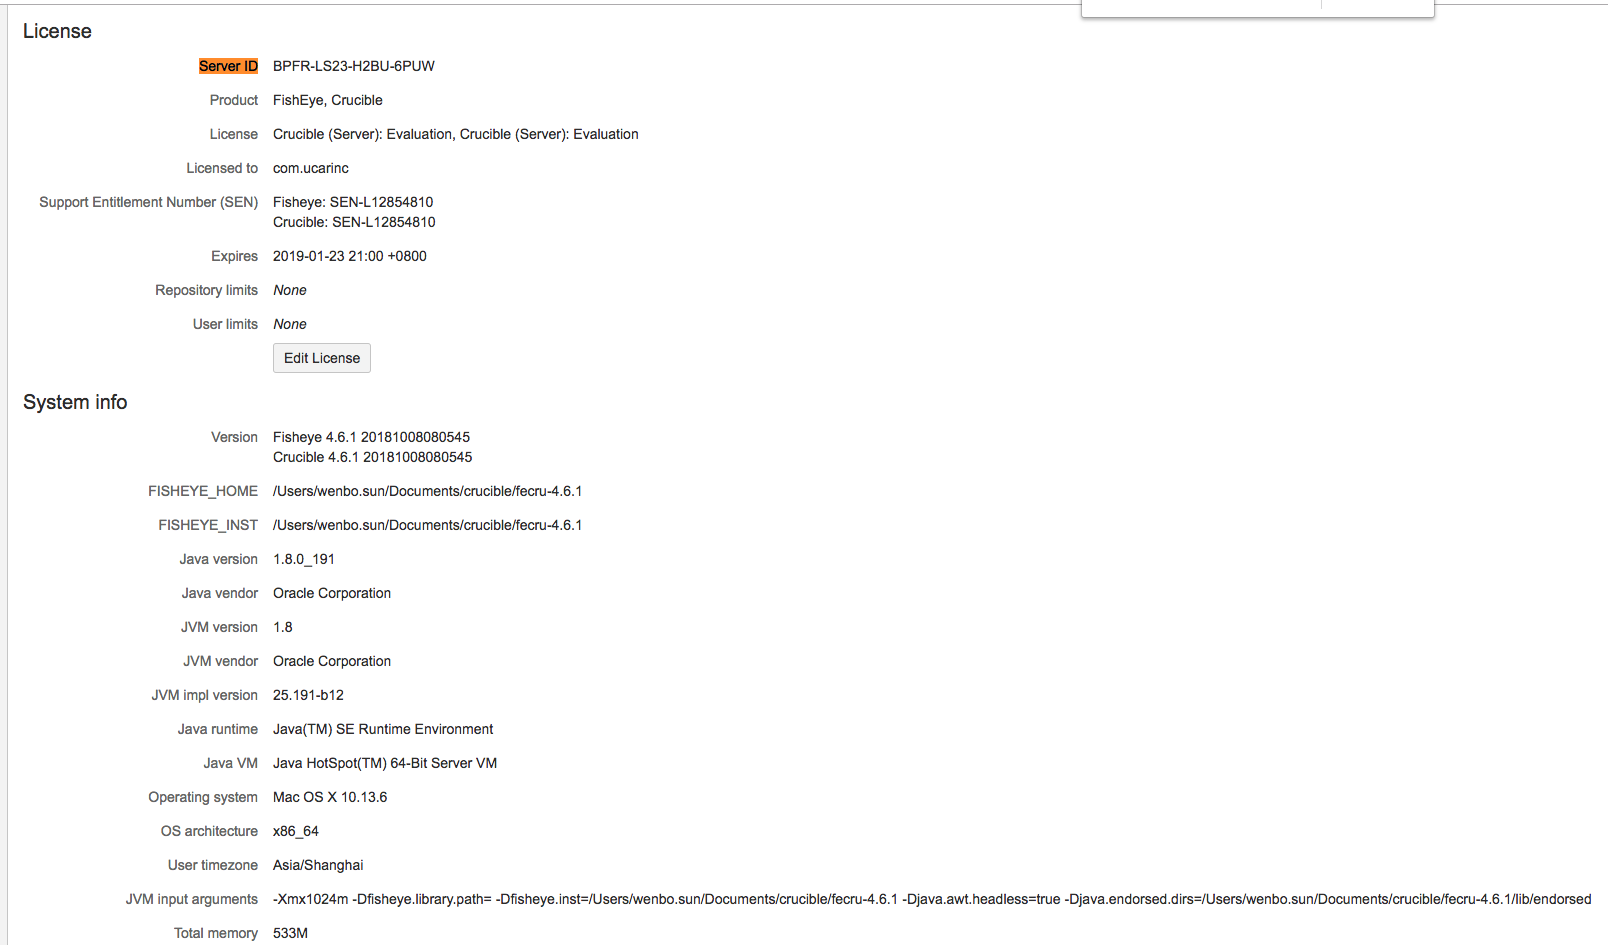 License
Server ID BPFR-LS23-H2BU-6PUW
Product FishEye, Crucible
License Crucible (Server): Evaluation, Crucible (Server): Evaluation
Licensed to com.ucarinc
Support Entitlement Number (SEN) Fisheye: SEN-L12854810
Crucible: SEN-L12854810
Expires 2019-01-23 21:00 +0800
Repository limits None
User limits None
Edit License
System info
Version Fisheye 4.6.1 20181008080545
Crucible 4.6.1 20181008080545
FISHEYE_HOME /Users/wenbo.sun/Documents/crucible/fecru-4.6.1
FISHEYE_INST /Users/wenbo.sun/Documents/crucible/fecru-4.6.1
Java version 1.8.0_191
Java vendor Oracle Corporation
JVM version 1.8
JVM vendor Oracle Corporation
JVM impl version 25.191-b12
Java runtime Java(TM) SE Runtime Environment
Java VM Java HotSpot(TM) 64-Bit Server VM
Operating system Mac OS X 10.13.6
OS architecture x86_64
User timezone Asia/Shanghai
JVM input arguments -Xmx1024m -Dfisheye.library.path= -Dfisheye.inst=/Users/wenbo.sun/Documents/crucible/fecru-4.6.1 -Djava.awt.headless=true -Djava.endorsed.dirs=/Users/wenbo.sun/Documents/crucible/fecru-4.6.1/lib/endorsed
Total memory 533M